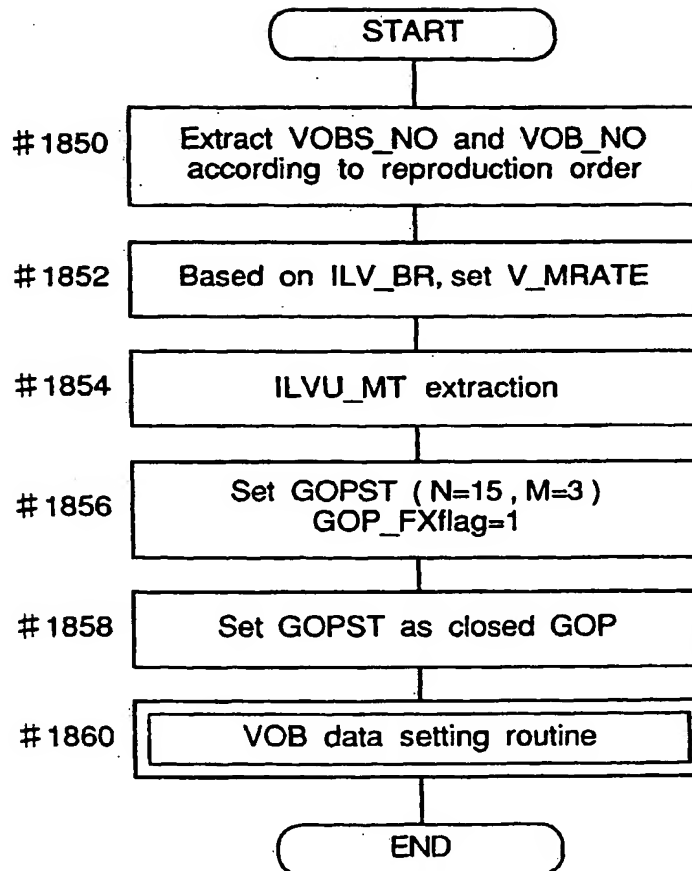 START
#1850
Extract VOBS_NO and VOB_NO
according to reproduction order
#1852
Based on ILV_BR, set V_MRATE
#1854
ILVU_MT extraction
#1856
Set GOPST (N=15, M=3)
GOP_FXflag=1
#1858
Set GOPST as closed GOP
#1860
VOB data setting routine
END